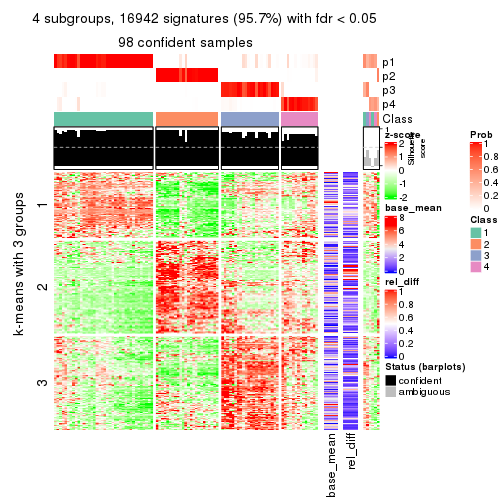 4 subgroups, 16942 signatures (95.7%) with fdr < 0.05
98 confident samples
p1
p2
p3
p4
Class
1
Silhouette
score
k-means with 3 groups
1
2
3
base_mean
rel_diff
z-score
2
1
0
-1
-2
base_mean
8
6
4
2
0
rel_diff
1
0.8
0.6
0.4
0.2
0
Status (barplots)
confident
ambiguous
Prob
1
0.8
0.6
0.4
0.2
0
Class
1
2
3
4